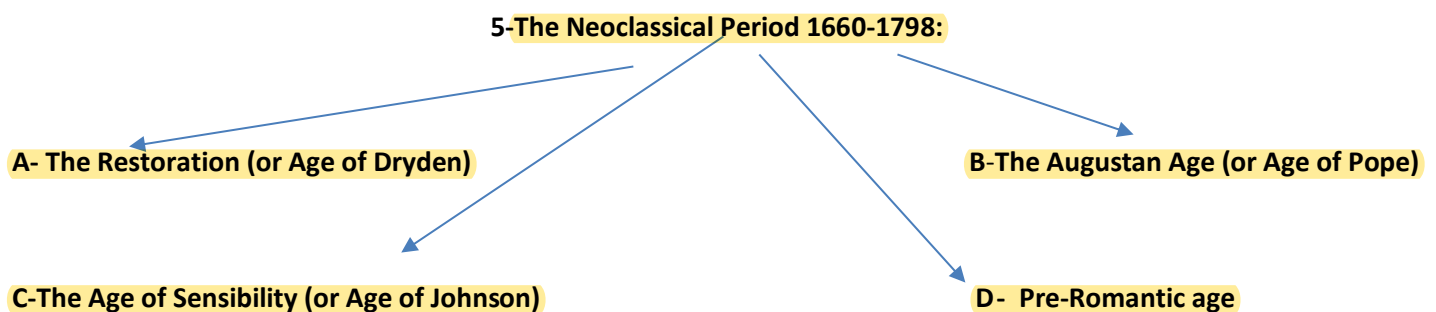 5-The Neoclassical Period 1660-1798:
A- The Restoration (or Age of Dryden)
B-The Augustan Age (or Age of Pope)
C-The Age of Sensibility (or Age of Johnson)
D- Pre-Romantic age